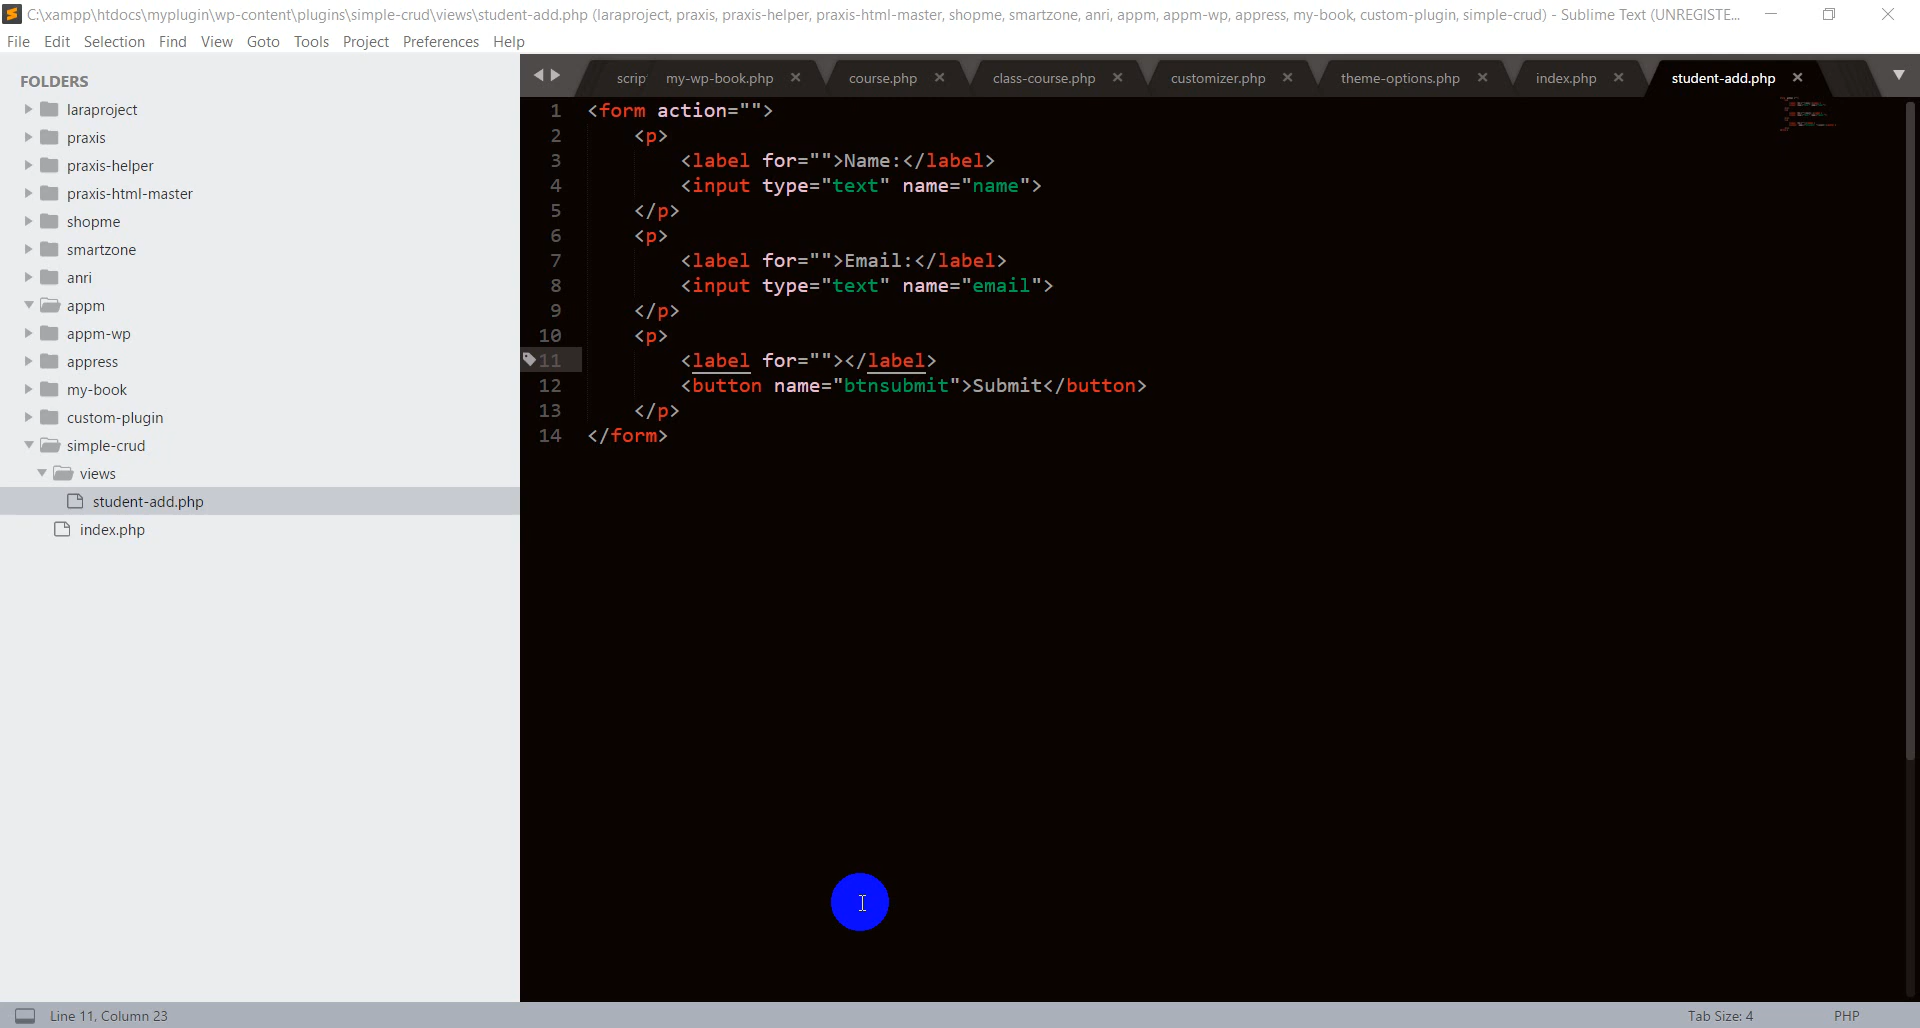 C:\xampp\htdocs\myplugin\wp-content\plugins\simple-crud\views\student-add.php (laraproject, praxis, praxis-helper, praxis-html-master, shopme, smartzone, anri, appm, appm-wp, appress, my-book, custom-plugin, simple-crud) - Sublime Text (UNREGISTE...
File Edit Selection Find View Goto Tools Project Preferences Help
FOLDERS
laraproject
praxis
praxis-helper
praxis-html-master
shopme
smartzone
anri
appm
appm-wp
appress
my-book
custom-plugin
simple-crud
views
student-add.php
index.php
scrip my-wp-book.php course.php class-course.php customizer.php theme-options.php index.php student-add.php
1 <form action="">
2 <p>
3 <label for="">Name:</label>
4 <input type="text" name="name">
5 </p>
6 <p>
7 <label for="">Email:</label>
8 <input type="text" name="email">
9 </p>
10 <p>
11 <label for=""></label>
12 <button name="btnsubmit">Submit</button>
13 </p>
14 </form>
Line 11, Column 23
Tab Size: 4
PHP